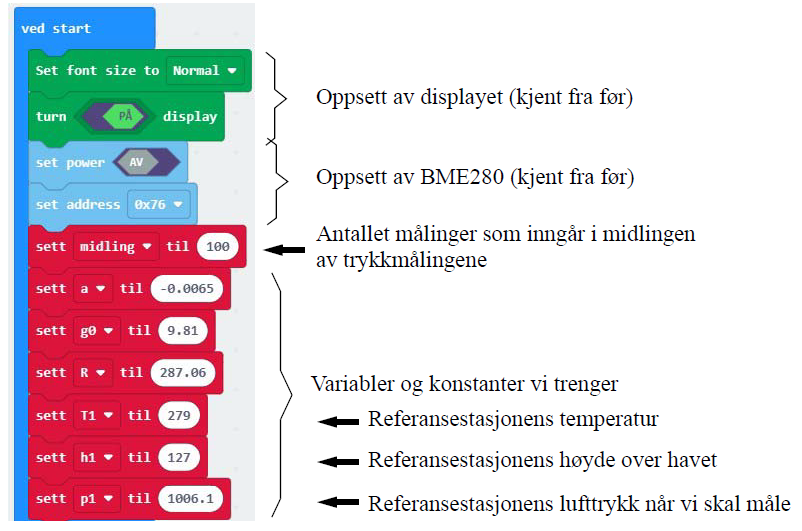 ved start
Set font size to Normal
turn PÅ display
Oppsett av displayet (kjent fra før)
set power AV
set address 0x76
Oppsett av BME280 (kjent fra før)
sett midling til 100
Antallet målinger som inngår i midlingen
av trykkmålingene
sett a til -0.0065
sett g0 til 9.81
sett R til 287.06
Variabler og konstanter vi trenger
sett T1 til 279
Referansestasjonens temperatur
sett h1 til 127
Referansestasjonens høyde over havet
sett p1 til 1006.1
Referansestasjonens lufttrykk når vi skal måle